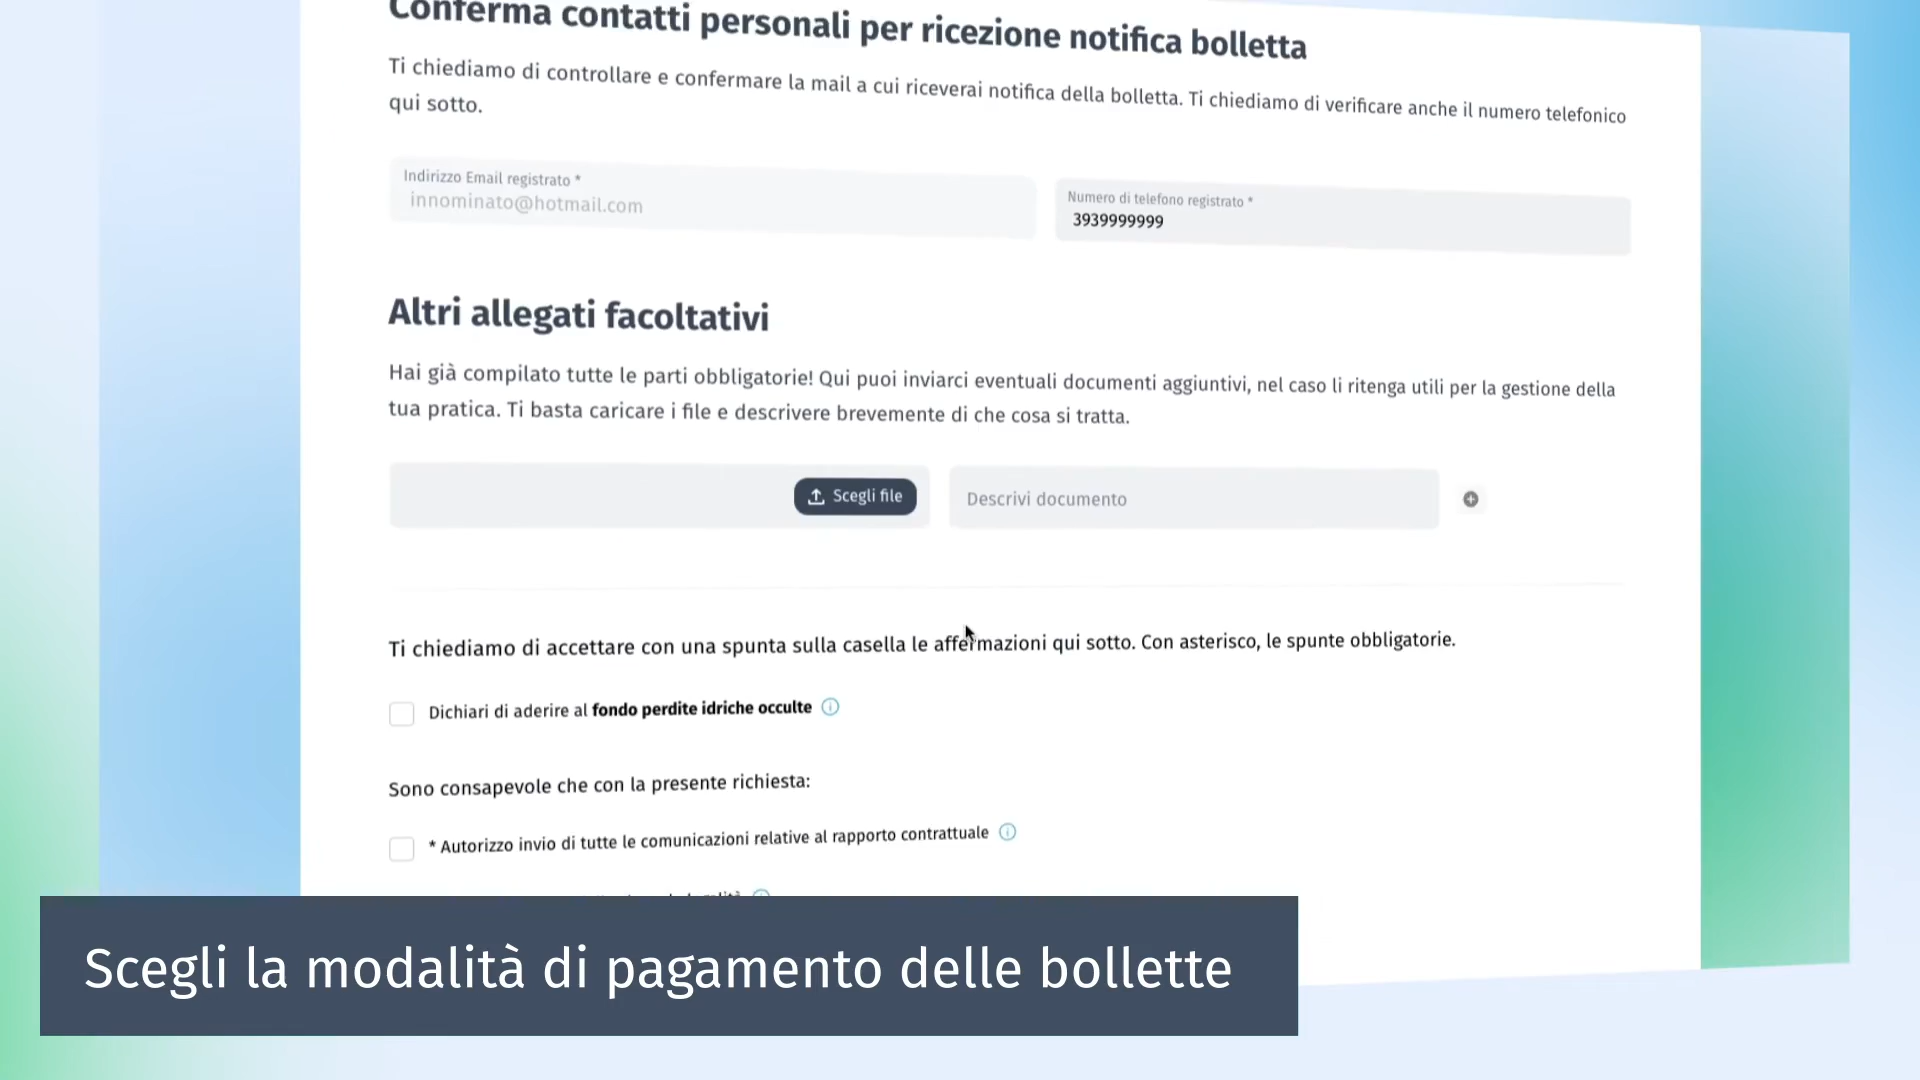 Conferma contatti personali per ricezione notifica bolletta
Ti chiediamo di controllare e confermare la mail a cui riceverai notifica della bolletta. Ti chiediamo di verificare anche il numero telefonico
qui sotto.
Indirizzo Email registrato *
innominato@hotmail.com
Numero di telefono registrato *
3939999999
Altri allegati facoltativi
Hai già compilato tutte le parti obbligatorie! Qui puoi inviarci eventuali documenti aggiuntivi, nel caso li ritenga utili per la gestione della
tua pratica. Ti basta caricare i file e descrivere brevemente di che cosa si tratta.
Scegli file
Descrivi documento
Ti chiediamo di accettare con una spunta sulla casella le affermazioni qui sotto. Con asterisco, le spunte obbligatorie.
Dichiari di aderire al fondo perdite idriche occulte
Sono consapevole che con la presente richiesta:
* Autorizzo invio di tutte le comunicazioni relative al rapporto contrattuale
Scegli la modalità di pagamento delle bollette